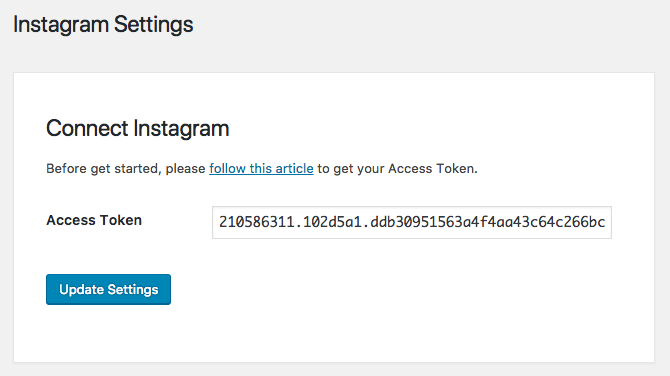 Instagram Settings
Connect Instagram
Before get started, please follow this article to get your Access Token.
Access Token 210586311.102d5a1.ddb30951563a4f4aa43c64c266bc
Update Settings